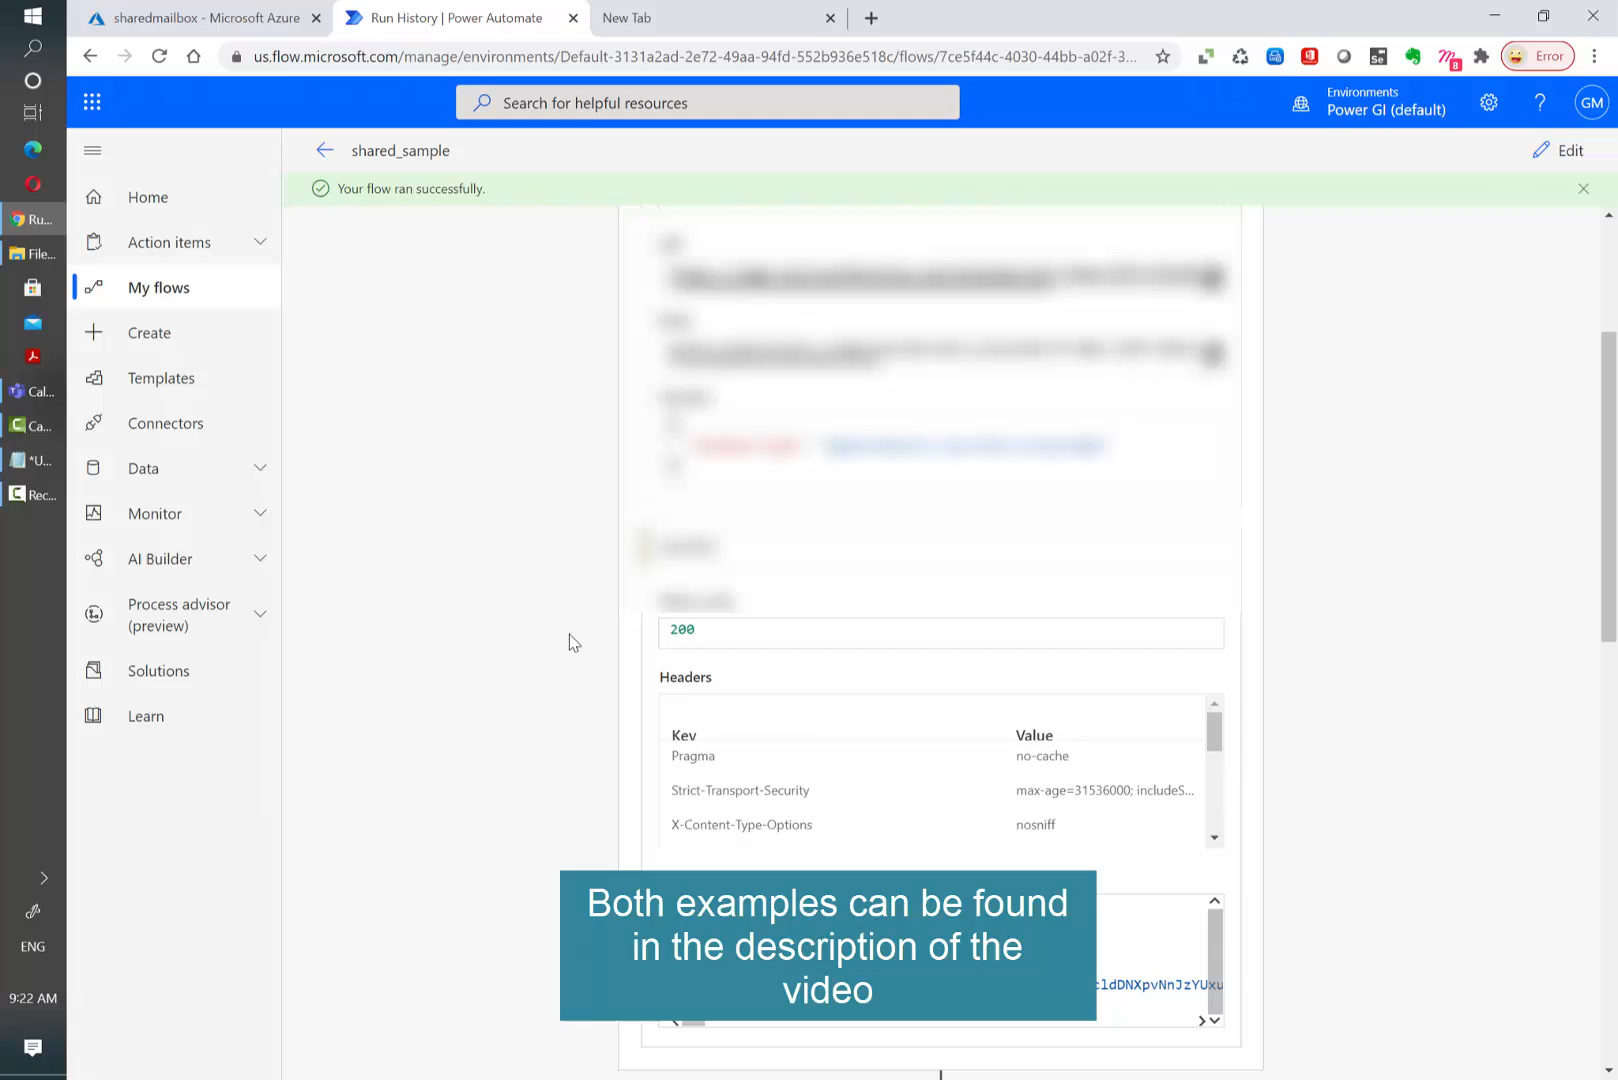 sharedmailbox - Microsoft Azure
Run History | Power Automate
New Tab
us.flow.microsoft.com/manage/environments/Default-3131a2ad-2e72-49aa-94fd-552b936e518c/flows/7ce5f44c-4030-44bb-a02f-3...
Error
Search for helpful resources
Environments
Power GI (default)
GM
shared_sample
Edit
Your flow ran successfully.
Home
Action items
My flows
Create
Templates
Connectors
Data
Monitor
AI Builder
Process advisor
(preview)
Solutions
Learn
Ru...
File...
Cal...
Ca...
*U...
Rec...
ENG
9:22 AM
200
Headers
Key Value
Pragma no-cache
Strict-Transport-Security max-age=31536000; includeS...
X-Content-Type-Options nosniff
Both examples can be found
in the description of the
video
cldDNXpvNnJzYUxu